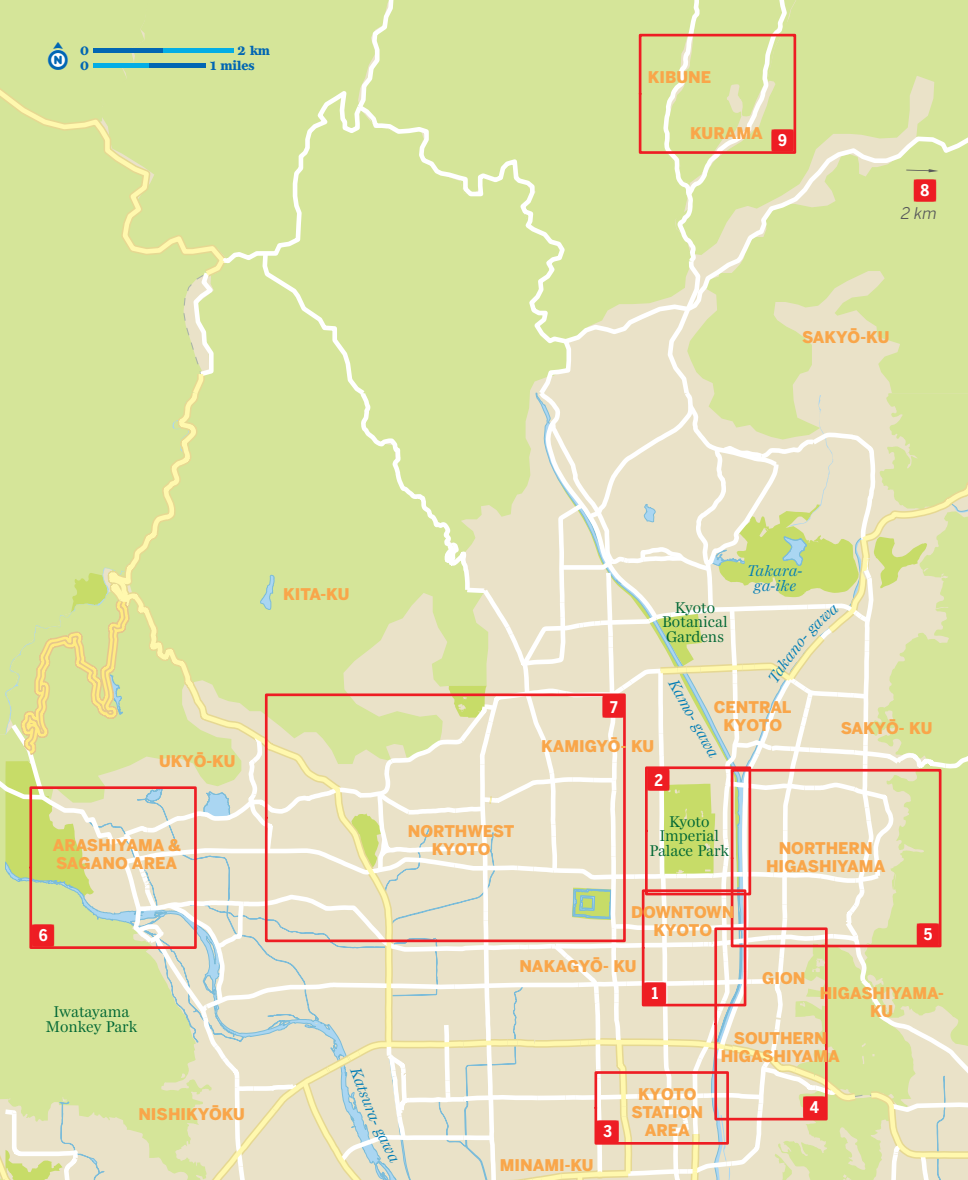 N
0 2 km
0 1 miles
KIBUNE
KURAMA
9
8
2 km
SAKYŌ-KU
KITA-KU
Takara-
ga-ike
Kyoto
Botanical
Gardens
Takano- gawa
Kamo- gawa
CENTRAL
KYOTO
SAKYŌ- KU
7
KAMIGYŌ- KU
UKYŌ-KU
2
Kyoto
Imperial
Palace Park
NORTHWEST
KYOTO
ARASHIYAMA &
SAGANO AREA
NORTHERN
HIGASHIYAMA
6
DOWNTOWN
KYOTO
5
NAKAGYŌ- KU
1
GION
HIGASHIYAMA-
KU
Iwatayama
Monkey Park
SOUTHERN
HIGASHIYAMA
Katsura- gawa
NISHIKYŌKU
KYOTO
STATION
AREA
3
4
MINAMI-KU